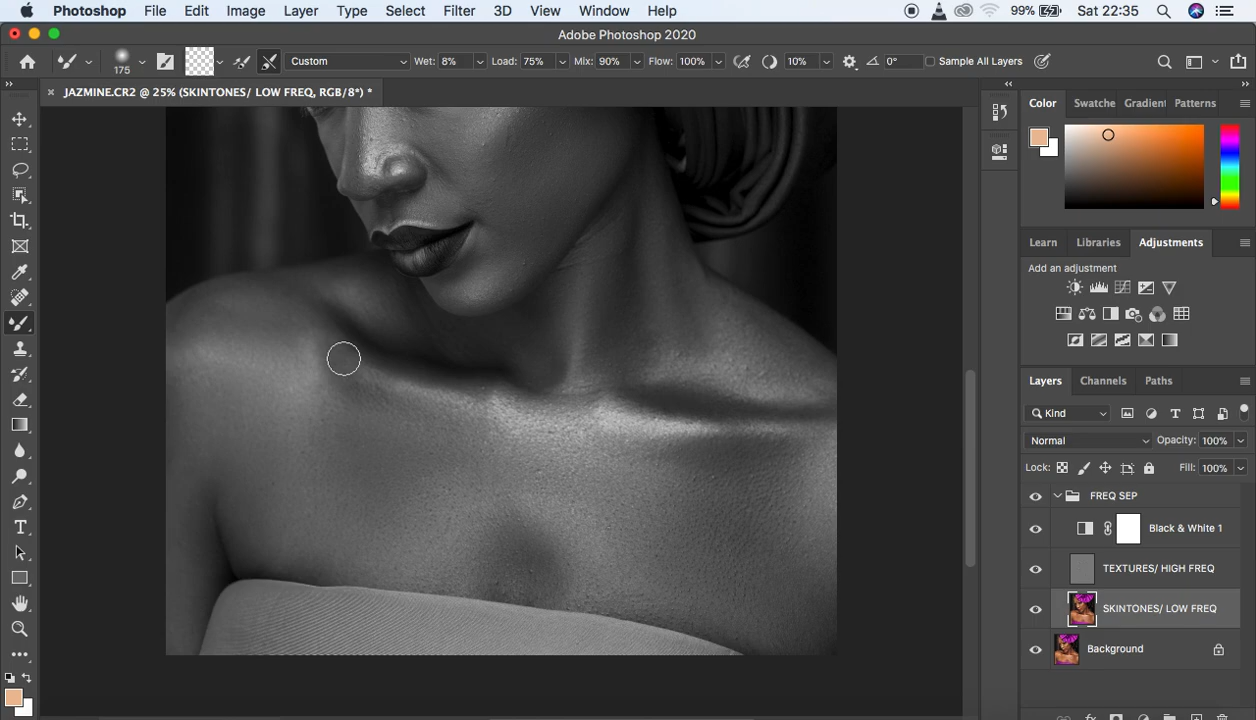 Photoshop File Edit Image Layer Type Select Filter 3D View Window Help 99% Sat 22:35
Adobe Photoshop 2020
175 Custom Wet: 8% Load: 75% Mix: 90% Flow: 100% 10% 0° Sample All Layers
JAZMINE.CR2 @ 25% (SKINTONES/ LOW FREQ, RGB/8*) *
Color Swatche Gradient Patterns
Learn Libraries Adjustments
Add an adjustment
Layers Channels Paths
Kind
Normal Opacity: 100%
Lock: Fill: 100%
FREQ SEP
Black & White 1
TEXTURES/ HIGH FREQ
SKINTONES/ LOW FREQ
Background